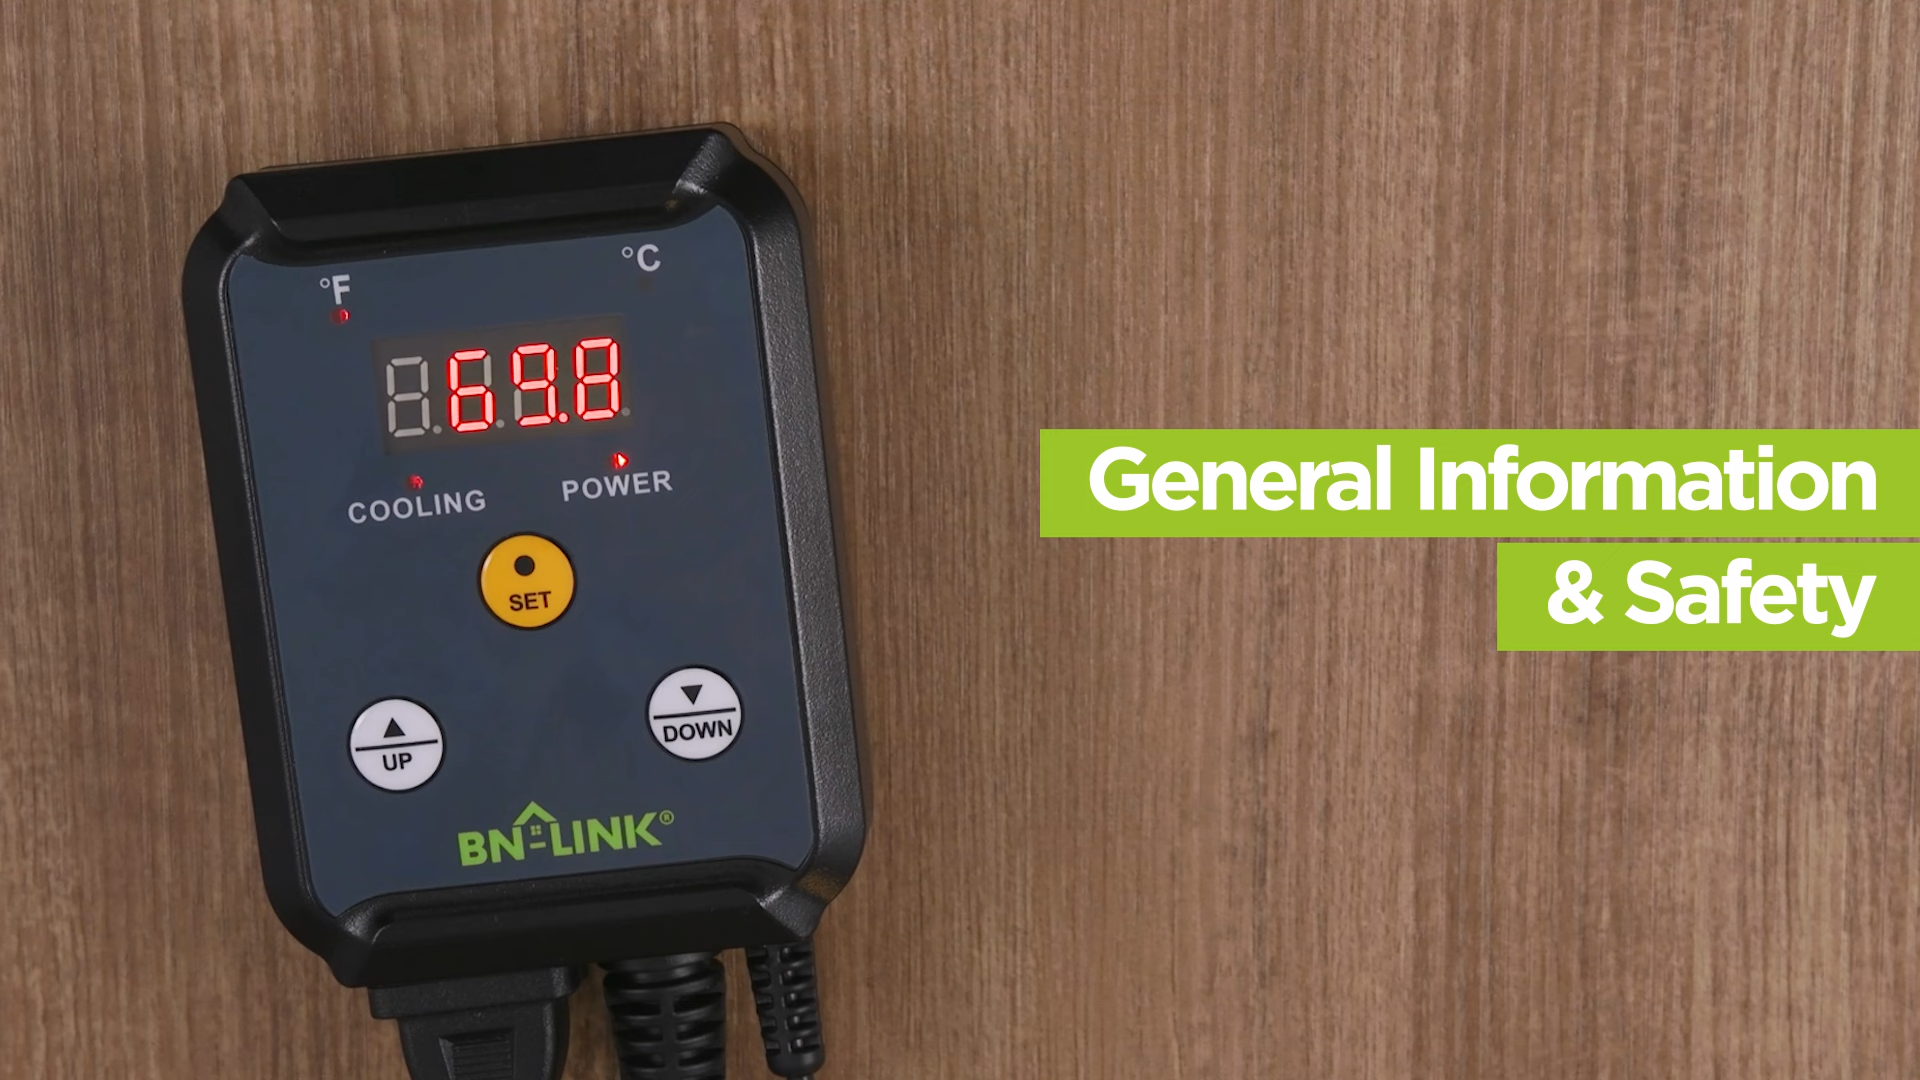 °F
°C
69.8
COOLING
POWER
SET
UP
DOWN
BN-LINK®
General Information
& Safety